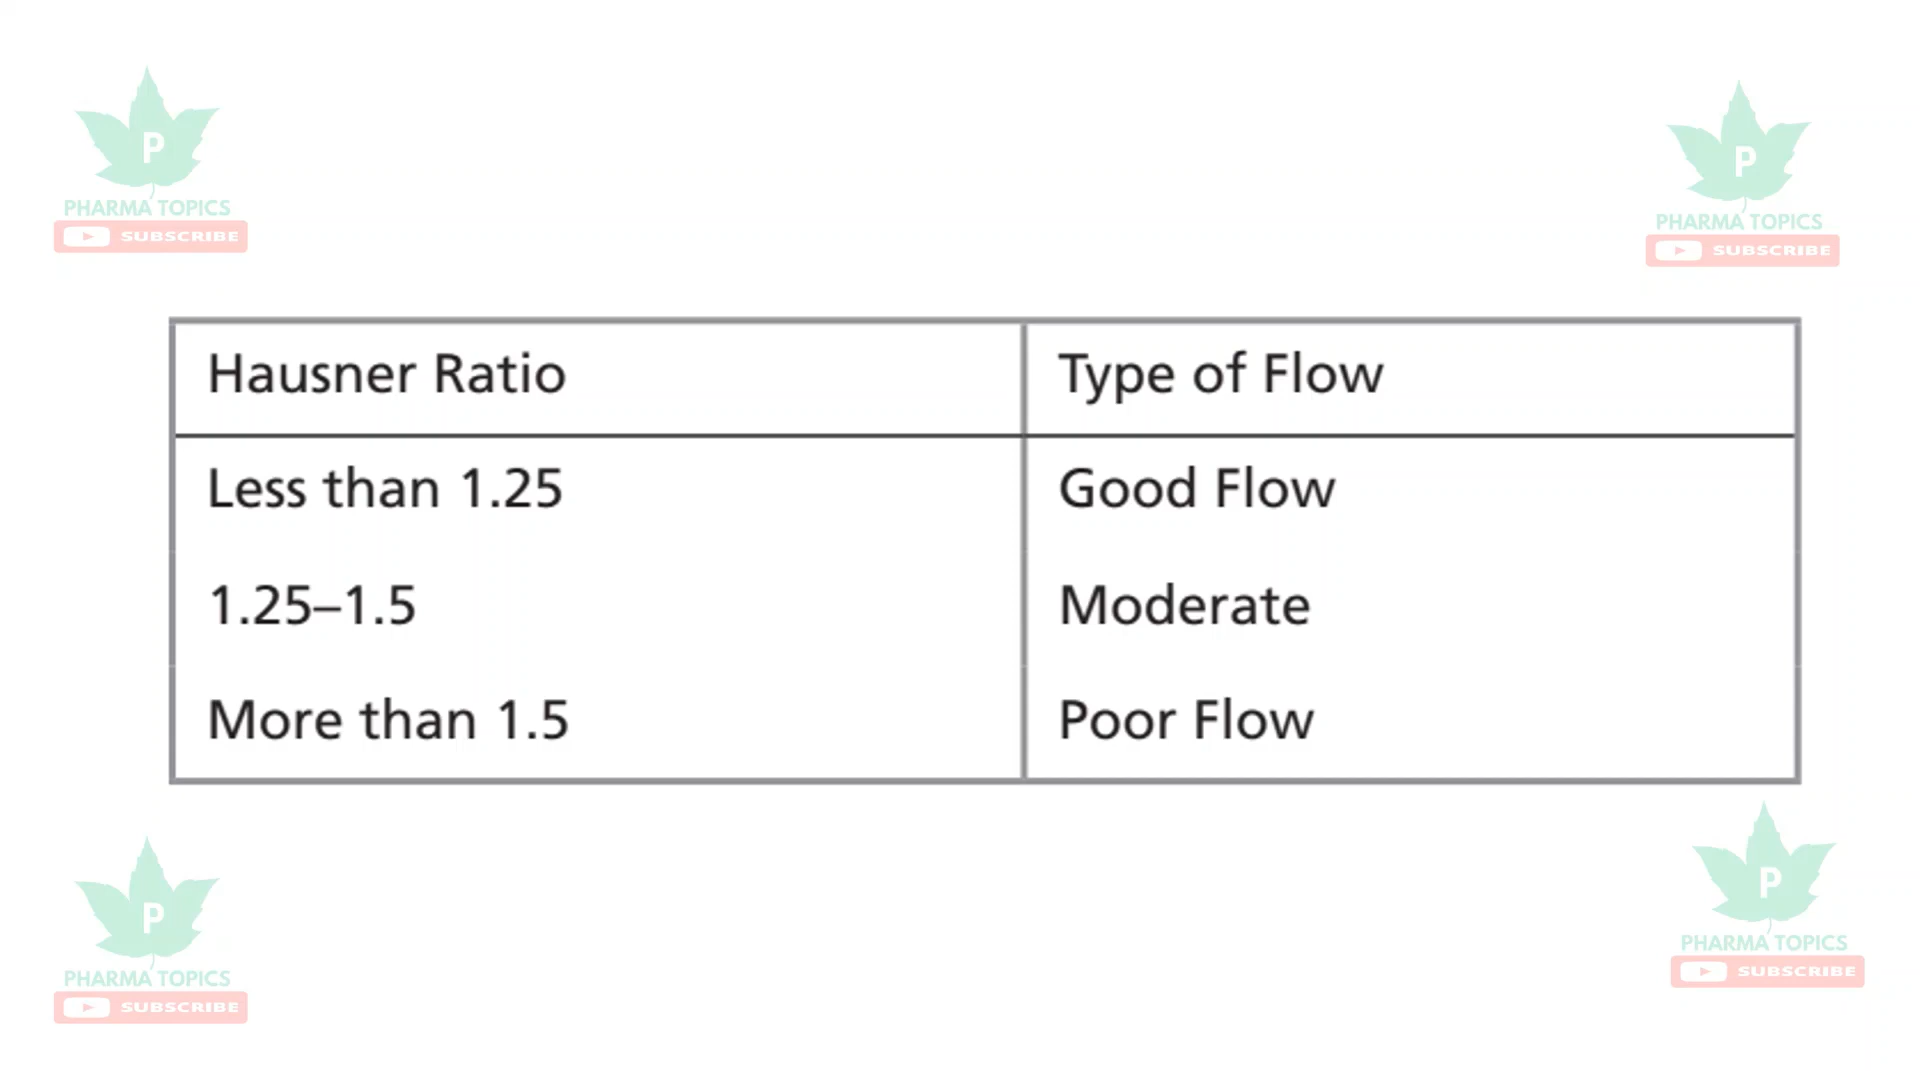 P
PHARMA TOPICS
SUBSCRIBE
P
PHARMA TOPICS
SUBSCRIBE
Hausner Ratio Type of Flow
Less than 1.25 Good Flow
1.25–1.5 Moderate
More than 1.5 Poor Flow
P
PHARMA TOPICS
SUBSCRIBE
P
PHARMA TOPICS
SUBSCRIBE